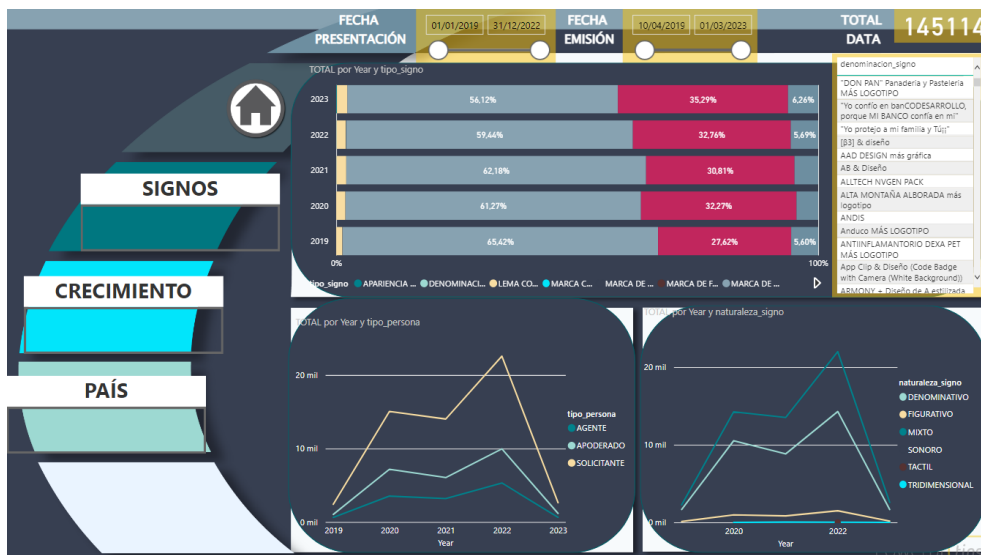 FECHA
PRESENTACIÓN
01/01/2019 31/12/2022
FECHA
EMISIÓN
10/04/2019 01/03/2023
TOTAL
DATA
145114
denominacion_signo
"DON PAN" Panadería y Pastelería
MÁS LOGOTIPO
"Yo confío en banCODESARROLLO,
porque MI BANCO confía en mi"
[β3] & diseño
AAD DESIGN más gráfica
AB & Diseño
ALLTECH NVGEN PACK
ALTA MONTAÑA ALBORADA más
logotipo
ANDIS
Anduco MÁS LOGOTIPO
ANTIINFLAMANTORIO DEXA PET
MÁS LOGOTIPO
App Clip & Diseño (Code Badge
with Camera (White Background))
ARMONY + Diseño de A estilizada
TOTAL por Year y tipo_signo
2023 56,12% 35,29% 6,26%
2022 59,44% 32,76% 5,69%
2021 62,18% 30,81%
2020 61,27% 32,27%
2019 65,42% 27,62% 5,60%
0% 100%
tipo_signo APARIENCIA ... DENOMINACI... LEMA CO... MARCA C... MARCA DE ... MARCA DE F... MARCA DE ...
SIGNOS
CRECIMIENTO
PAÍS
TOTAL por Year y tipo_persona
20 mil
10 mil
0 mil
2019 2020 2021 2022 2023
Year
tipo_persona
AGENTE
APODERADO
SOLICITANTE
TOTAL por Year y naturaleza_signo
20 mil
10 mil
0 mil
2020 2022
Year
naturaleza_signo
DENOMINATIVO
FIGURATIVO
MIXTO
SONORO
TACTIL
TRIDIMENSIONAL